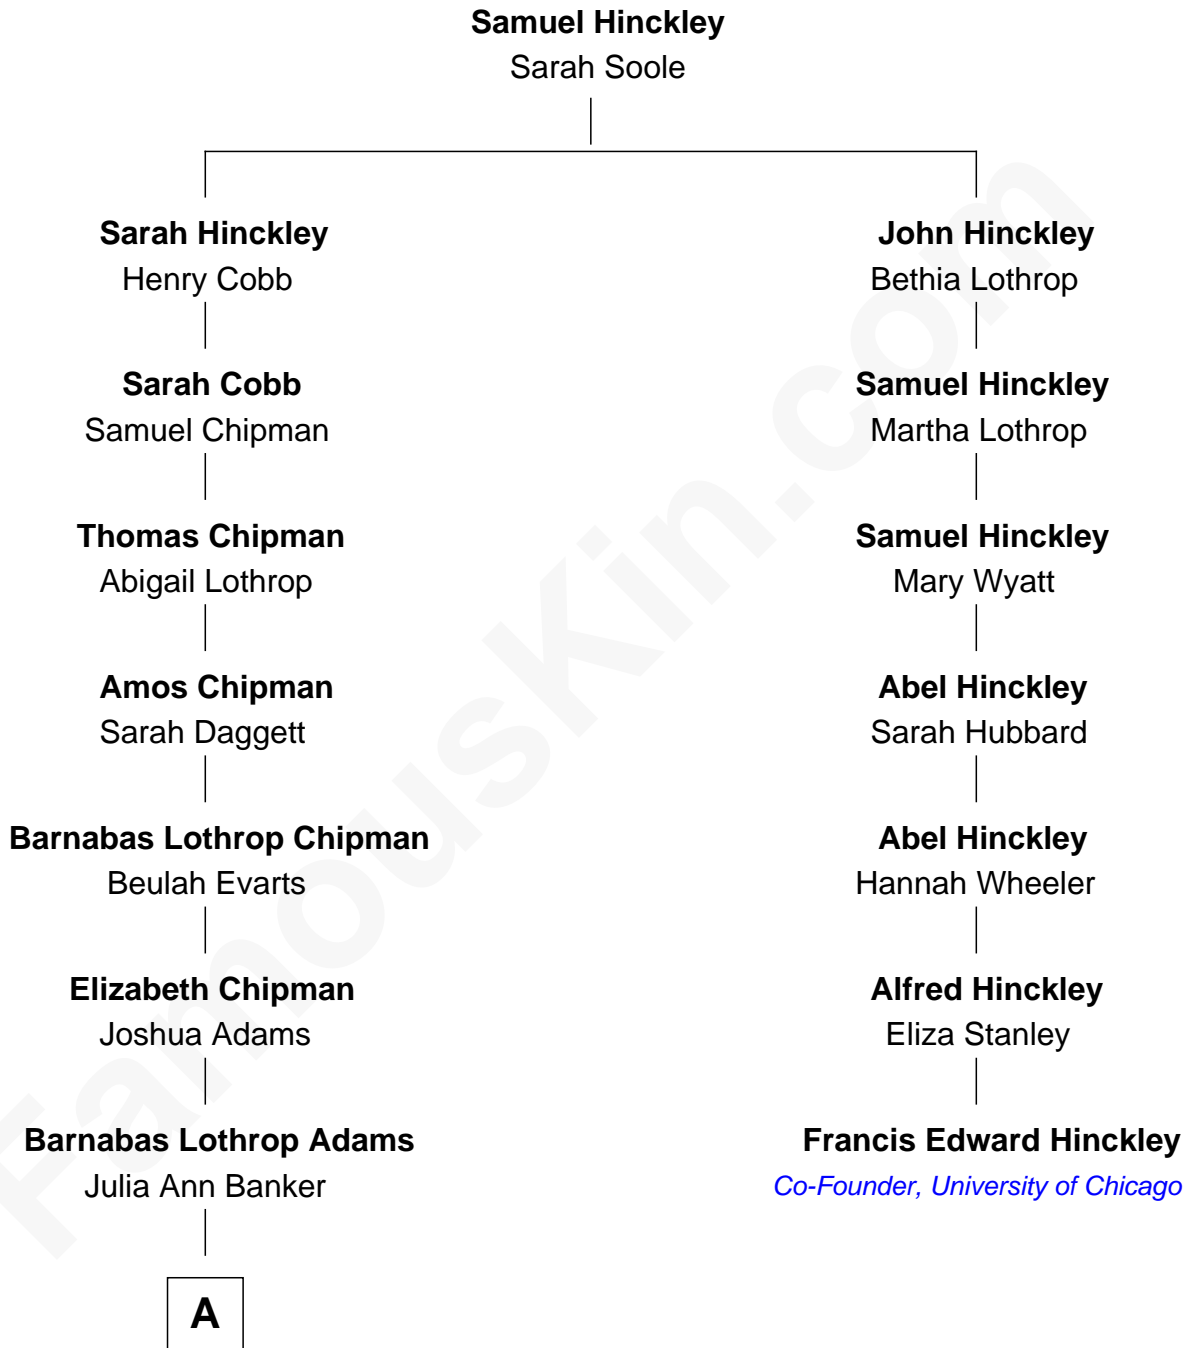 Samuel Hinckley
Sarah Soole
Sarah Hinckley
Henry Cobb
Sarah Cobb
Samuel Chipman
Thomas Chipman
Abigail Lothrop
Amos Chipman
Sarah Daggett
Barnabas Lothrop Chipman
Beulah Evarts
Elizabeth Chipman
Joshua Adams
Barnabas Lothrop Adams
Julia Ann Banker
A
John Hinckley
Bethia Lothrop
Samuel Hinckley
Martha Lothrop
Samuel Hinckley
Mary Wyatt
Abel Hinckley
Sarah Hubbard
Abel Hinckley
Hannah Wheeler
Alfred Hinckley
Eliza Stanley
Francis Edward Hinckley
Co-Founder, University of Chicago
FamousKin.com